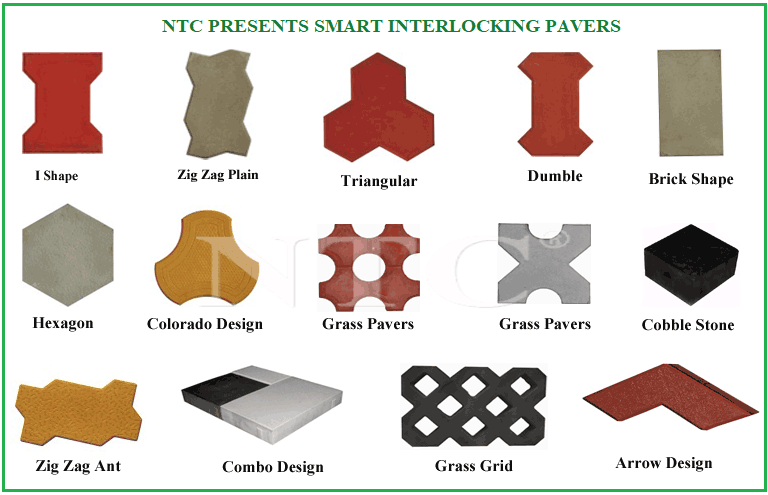 NTC PRESENTS SMART INTERLOCKING PAVERS
I Shape
Zig Zag Plain
Triangular
Dumble
Brick Shape
NTC®
Hexagon
Colorado Design
Grass Pavers
Grass Pavers
Cobble Stone
Zig Zag Ant
Combo Design
Grass Grid
Arrow Design